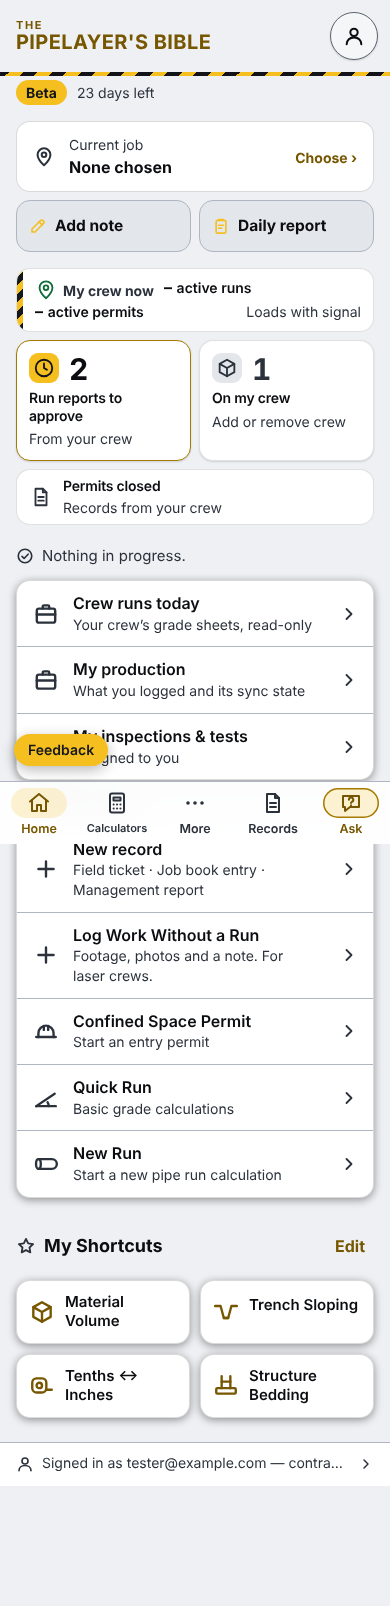 THE
PIPELAYER'S BIBLE
Beta 23 days left
Current job
None chosen
Choose ›
Add note
Daily report
My crew now – active runs
– active permits Loads with signal
2
Run reports to
approve
From your crew
1
On my crew
Add or remove crew
Permits closed
Records from your crew
Nothing in progress.
Crew runs today
Your crew’s grade sheets, read-only
My production
What you logged and its sync state
inspections & tests
to you
Feedback
Home
Calculators
More
Records
Ask
New record
Field ticket · Job book entry ·
Management report
Log Work Without a Run
Footage, photos and a note. For
laser crews.
Confined Space Permit
Start an entry permit
Quick Run
Basic grade calculations
New Run
Start a new pipe run calculation
My Shortcuts
Edit
Material
Volume
Trench Sloping
Tenths ↔
Inches
Structure
Bedding
Signed in as tester@example.com — contra...